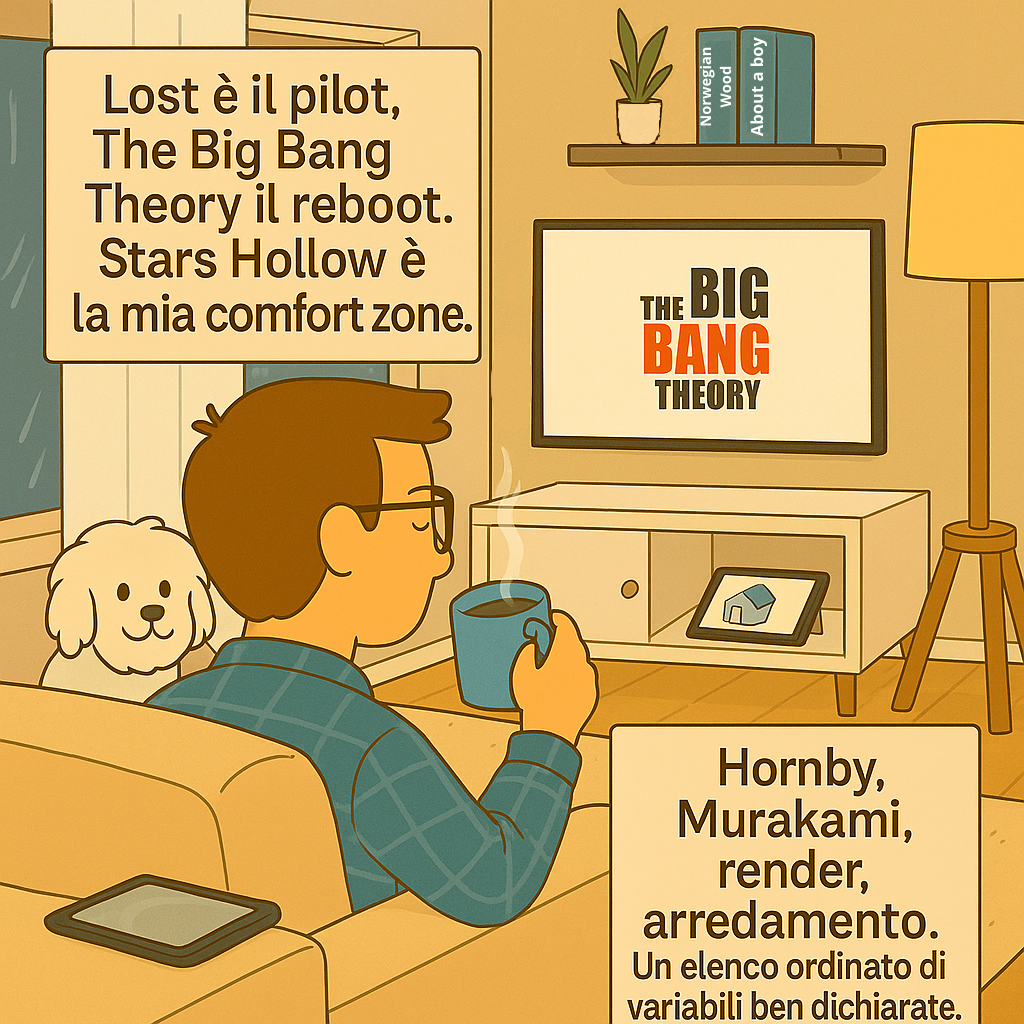 Lost è il pilot,
The Big Bang
Theory il reboot.
Stars Hollow è
la mia comfort zone.
Norwegian
Wood
About a boy
THE BIG
BANG
THEORY
Hornby,
Murakami,
render,
arredamento.
Un elenco ordinato di
variabili ben dichiarate.